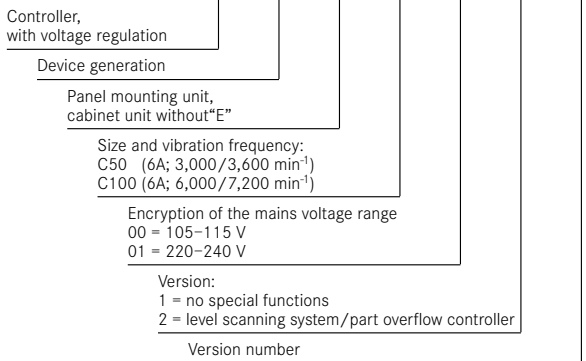 Controller,
with voltage regulation
Device generation
Panel mounting unit,
cabinet unit without“E”
Size and vibration frequency:
C50 (6A; 3,000/3,600 min⁻¹)
C100 (6A; 6,000/7,200 min⁻¹)
Encryption of the mains voltage range
00 = 105–115 V
01 = 220–240 V
Version:
1 = no special functions
2 = level scanning system/part overflow controller
Version number